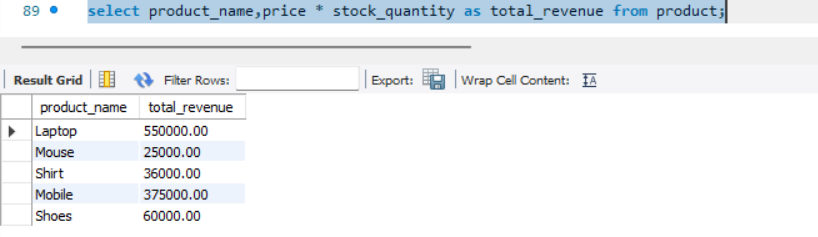 89 select product_name,price * stock_quantity as total_revenue from product;
Result Grid Filter Rows: Export: Wrap Cell Content: IA
product_name total_revenue
Laptop 550000.00
Mouse 25000.00
Shirt 36000.00
Mobile 375000.00
Shoes 60000.00